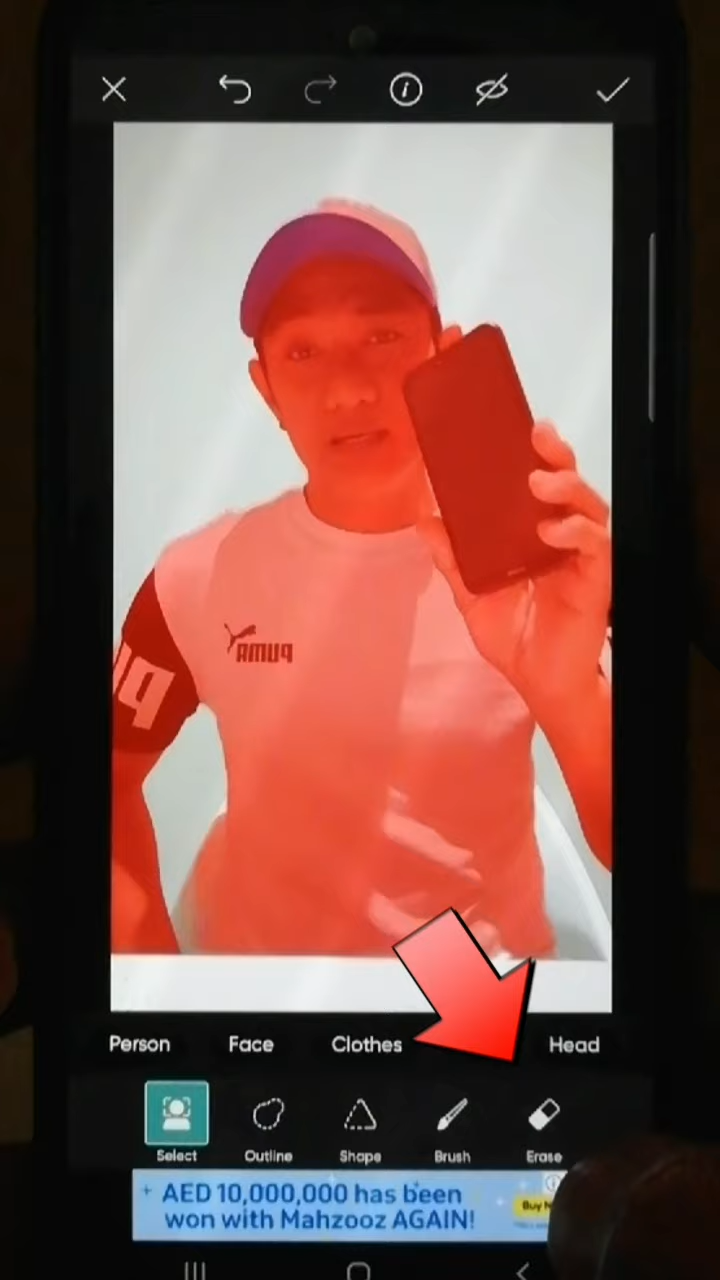 PUMA
Person Face Clothes Head
Select Outline Shape Brush Erase
AED 10,000,000 has been
won with Mahzooz AGAIN!
Buy